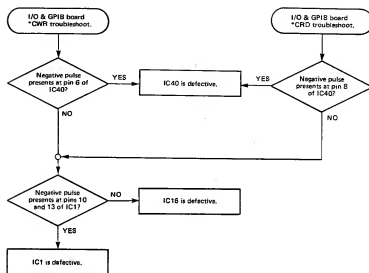 I/O & GPIB board
*CWR troubleshoot.
I/O & GPIB board
*CRD troubleshoot.
Negative pulse
presents at pin 6 of
IC40?
YES
IC40 is defective.
YES
Negative pulse
presents at pin 8
of IC40?
NO
NO
Negative pulse
presents at pins 10
and 13 of IC1?
NO
IC16 is defective.
YES
IC1 is defective.